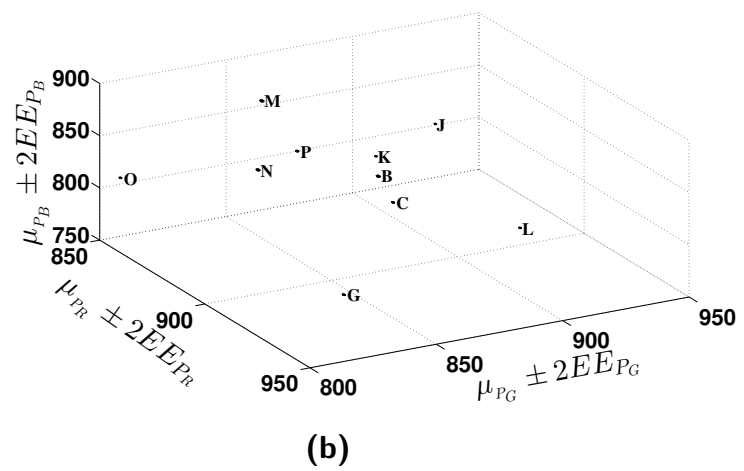 900
850
800
750
μ_{P_B} ± 2EE_{P_B}
M
J
P
K
O
N
B
C
L
G
850
900
950
μ_{P_R} ± 2EE_{P_R}
800
850
900
950
μ_{P_G} ± 2EE_{P_G}
(b)